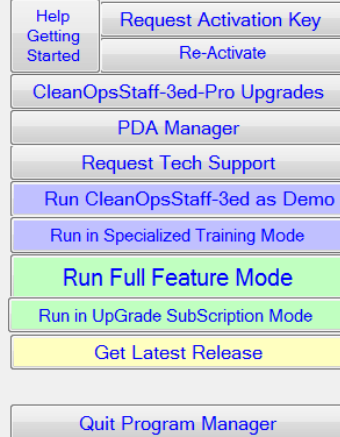 Help
Getting
Started
Request Activation Key
Re-Activate
CleanOpsStaff-3ed-Pro Upgrades
PDA Manager
Request Tech Support
Run CleanOpsStaff-3ed as Demo
Run in Specialized Training Mode
Run Full Feature Mode
Run in UpGrade SubScription Mode
Get Latest Release
Quit Program Manager